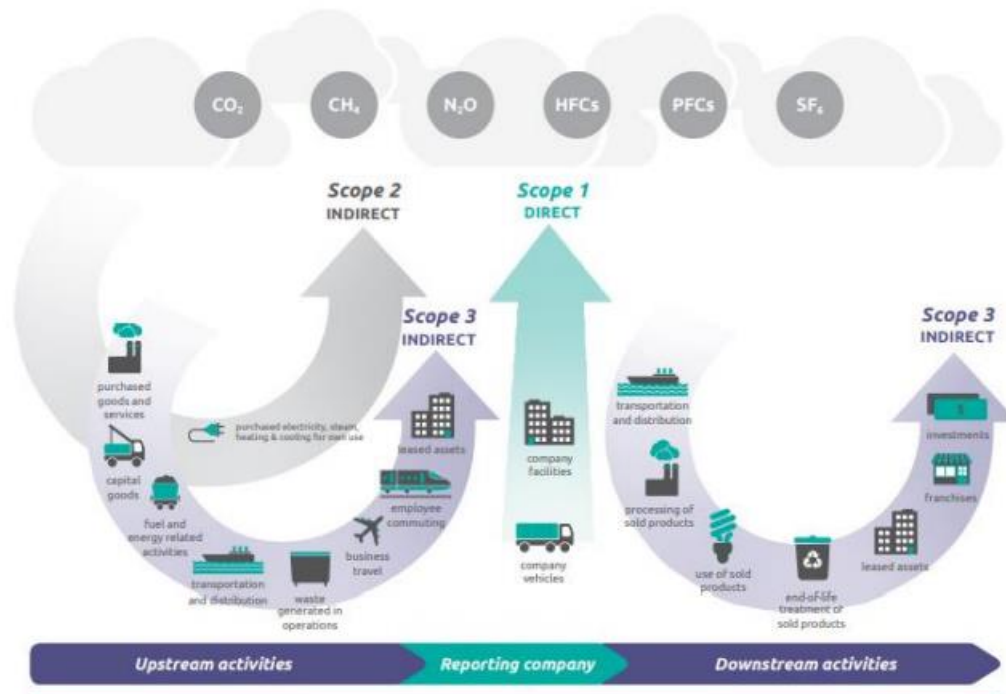 CO₂
CH₄
N₂O
HFCs
PFCs
SF₆
Scope 2
INDIRECT
Scope 1
DIRECT
Scope 3
INDIRECT
Scope 3
INDIRECT
purchased
goods and
services
capital
goods
fuel and
energy related
activities
transportation
and distribution
waste
generated in
operations
business
travel
employee
commuting
leased assets
purchased electricity, steam,
heating & cooling for own use
company
facilities
company
vehicles
transportation
and distribution
processing of
sold products
use of sold
products
end-of-life
treatment of
sold products
leased assets
franchises
investments
Upstream activities
Reporting company
Downstream activities